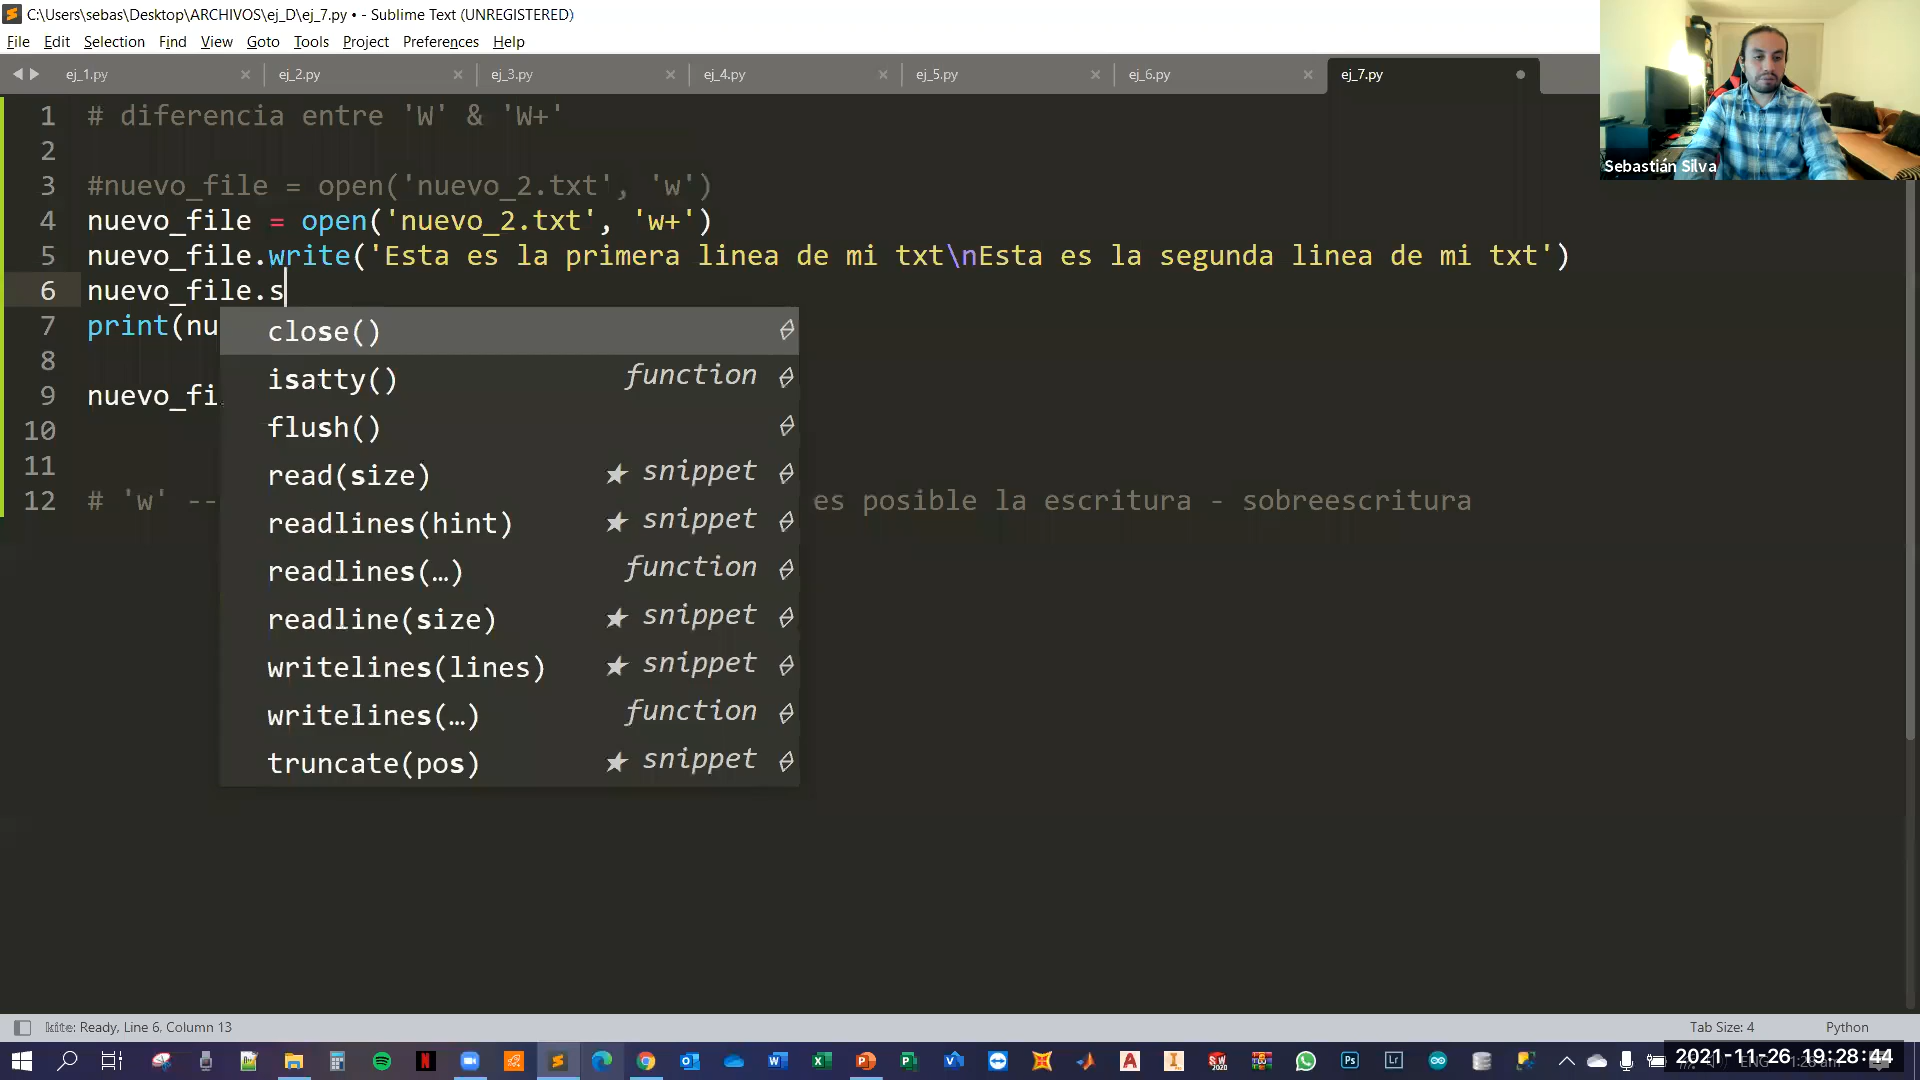 C:\Users\sebas\Desktop\ARCHIVOS\ej_D\ej_7.py • - Sublime Text (UNREGISTERED)
File Edit Selection Find View Goto Tools Project Preferences Help
ej_1.py × ej_2.py × ej_3.py × ej_4.py × ej_5.py × ej_6.py × ej_7.py
Sebastián Silva
1 # diferencia entre 'W' & 'W+'
2
3 #nuevo_file = open('nuevo_2.txt', 'w')
4 nuevo_file = open('nuevo_2.txt', 'w+')
5 nuevo_file.write('Esta es la primera linea de mi txt\nEsta es la segunda linea de mi txt')
6 nuevo_file.s
7 print(nu
8
9 nuevo_fi
10
11
12 # 'w' -- es posible la escritura - sobreescritura
close()
isatty() function
flush()
read(size) ★ snippet
readlines(hint) ★ snippet
readlines(…) function
readline(size) ★ snippet
writelines(lines) ★ snippet
writelines(…) function
truncate(pos) ★ snippet
kite: Ready, Line 6, Column 13
Tab Size: 4 Python
2021-11-26 19:28:44